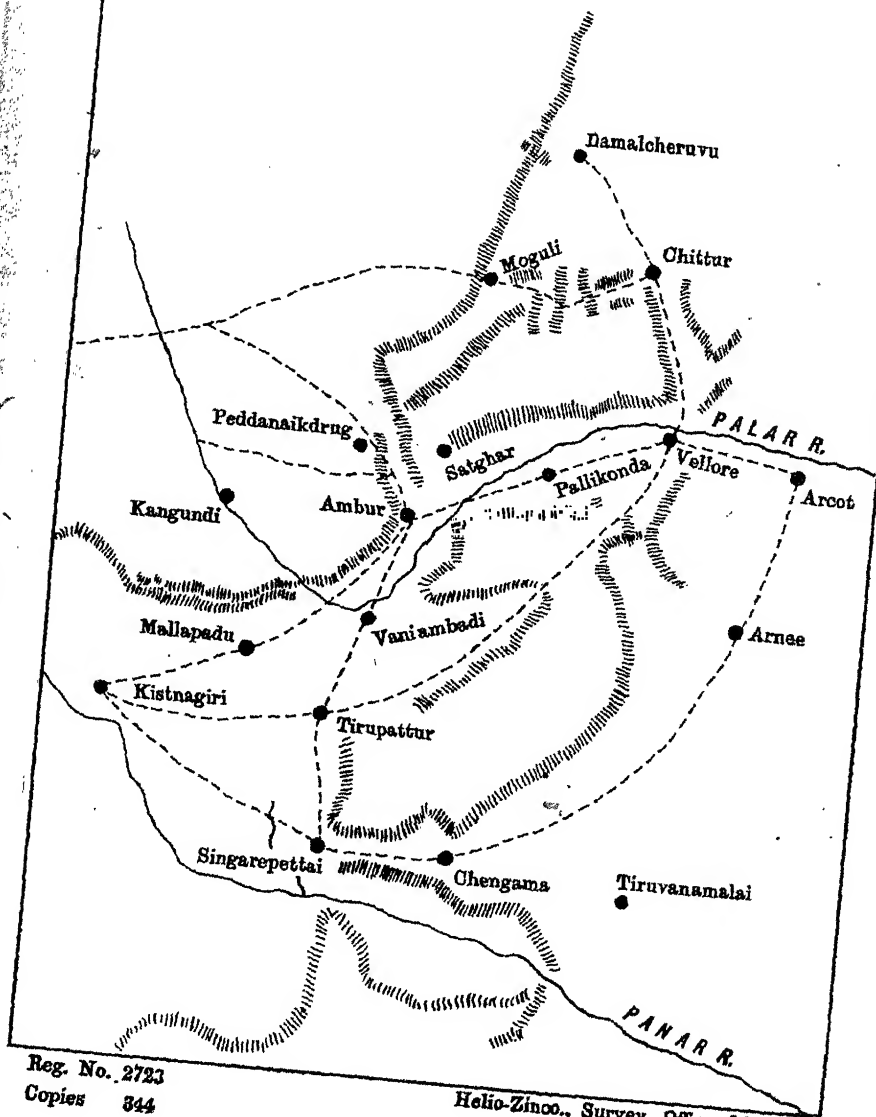 Damalcheruvu
Moguli
Chittur
Peddanaikdrug
Satghar
PALAR R.
Pallikonda
Vellore
Arcot
Kangundi
Ambur
Mallapadu
Vaniambadi
Arnee
Kistnagiri
Tirupattur
Singarepettai
Chengama
Tiruvanamalai
PANAR R.
Reg. No. 2723
Copies 344
Helio-Zinco., Survey